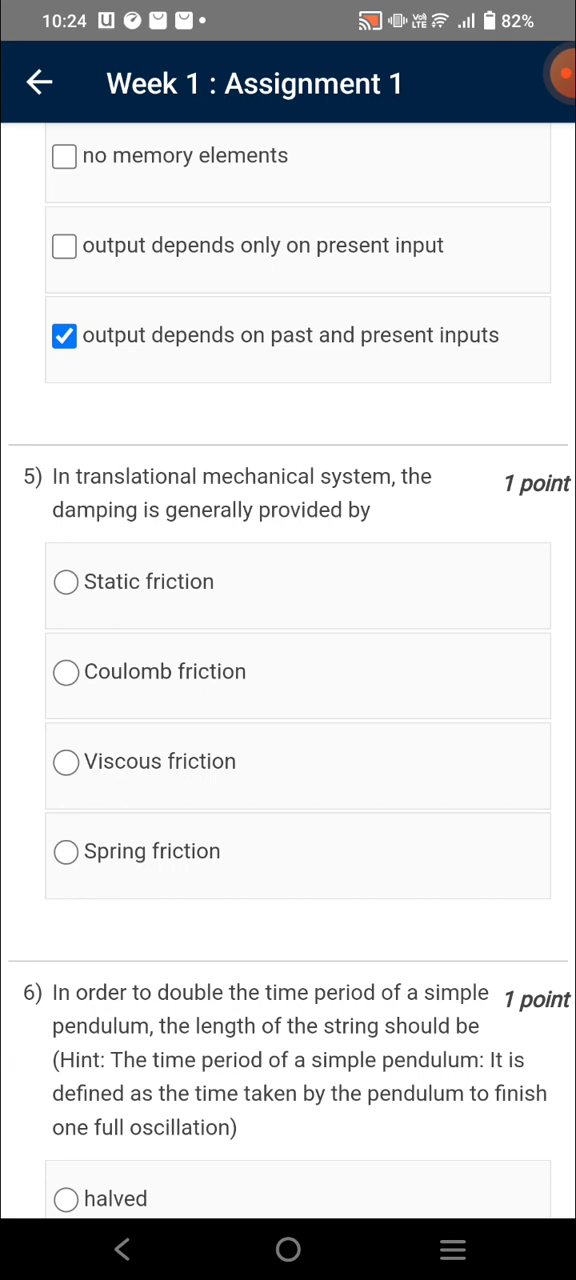 10:24 U Vo) LTE 82%
Week 1 : Assignment 1
no memory elements
output depends only on present input
output depends on past and present inputs
5) In translational mechanical system, the 1 point
damping is generally provided by
Static friction
Coulomb friction
Viscous friction
Spring friction
6) In order to double the time period of a simple 1 point
pendulum, the length of the string should be
(Hint: The time period of a simple pendulum: It is
defined as the time taken by the pendulum to finish
one full oscillation)
halved